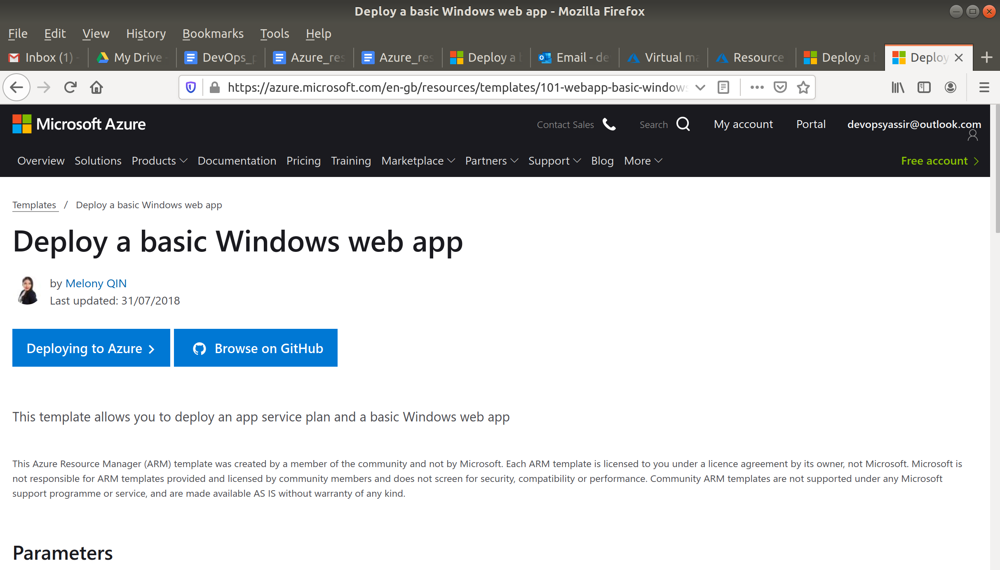 Deploy a basic Windows web app - Mozilla Firefox
File Edit View History Bookmarks Tools Help
Inbox (1) - My Drive - DevOps_p Azure_res Azure_res Deploy a b Email - de Virtual ma Resource Deploy a b Deploy
https://azure.microsoft.com/en-gb/resources/templates/101-webapp-basic-windows
Microsoft Azure Contact Sales Search My account Portal devopsyassir@outlook.com
Overview Solutions Products Documentation Pricing Training Marketplace Partners Support Blog More Free account
Templates / Deploy a basic Windows web app
Deploy a basic Windows web app
by Melony QIN
Last updated: 31/07/2018
Deploying to Azure Browse on GitHub
This template allows you to deploy an app service plan and a basic Windows web app
This Azure Resource Manager (ARM) template was created by a member of the community and not by Microsoft. Each ARM template is licensed to you under a licence agreement by its owner, not Microsoft. Microsoft is
not responsible for ARM templates provided and licensed by community members and does not screen for security, compatibility or performance. Community ARM templates are not supported under any Microsoft
support programme or service, and are made available AS IS without warranty of any kind.
Parameters